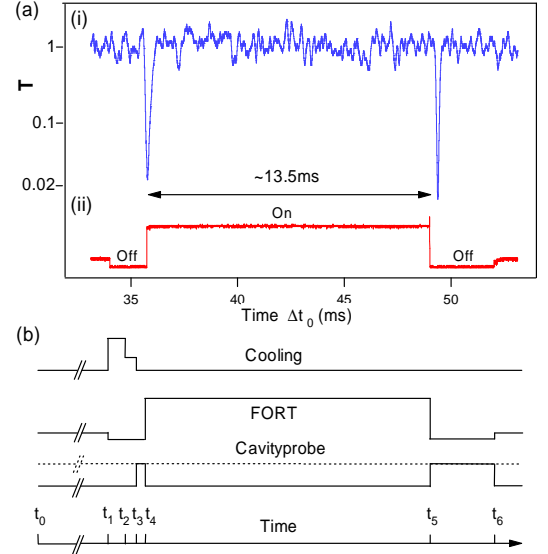 (a)
(i)
1
T
0.1
0.02
~13.5ms
(ii)
On
Off
Off
35
40
45
50
Time Δt₀ (ms)
(b)
Cooling
FORT
Cavityprobe
t₀
t₁
t₂
t₃
t₄
Time
t₅
t₆